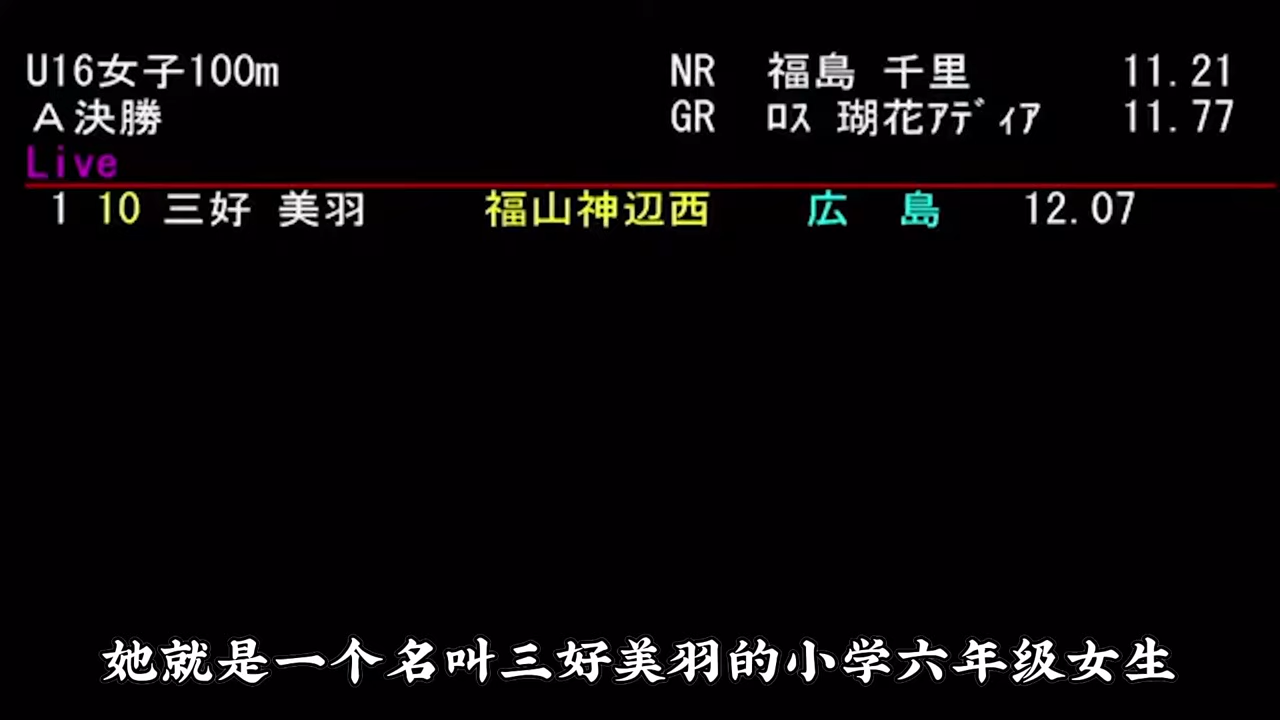 U16女子100m NR 福島 千里 11.21
A決勝 GR ﾛｽ 瑚花ｱﾃﾞｨｱ 11.77
Live
1 10 三好 美羽 福山神辺西 広 島 12.07
她就是一个名叫三好美羽的小学六年级女生